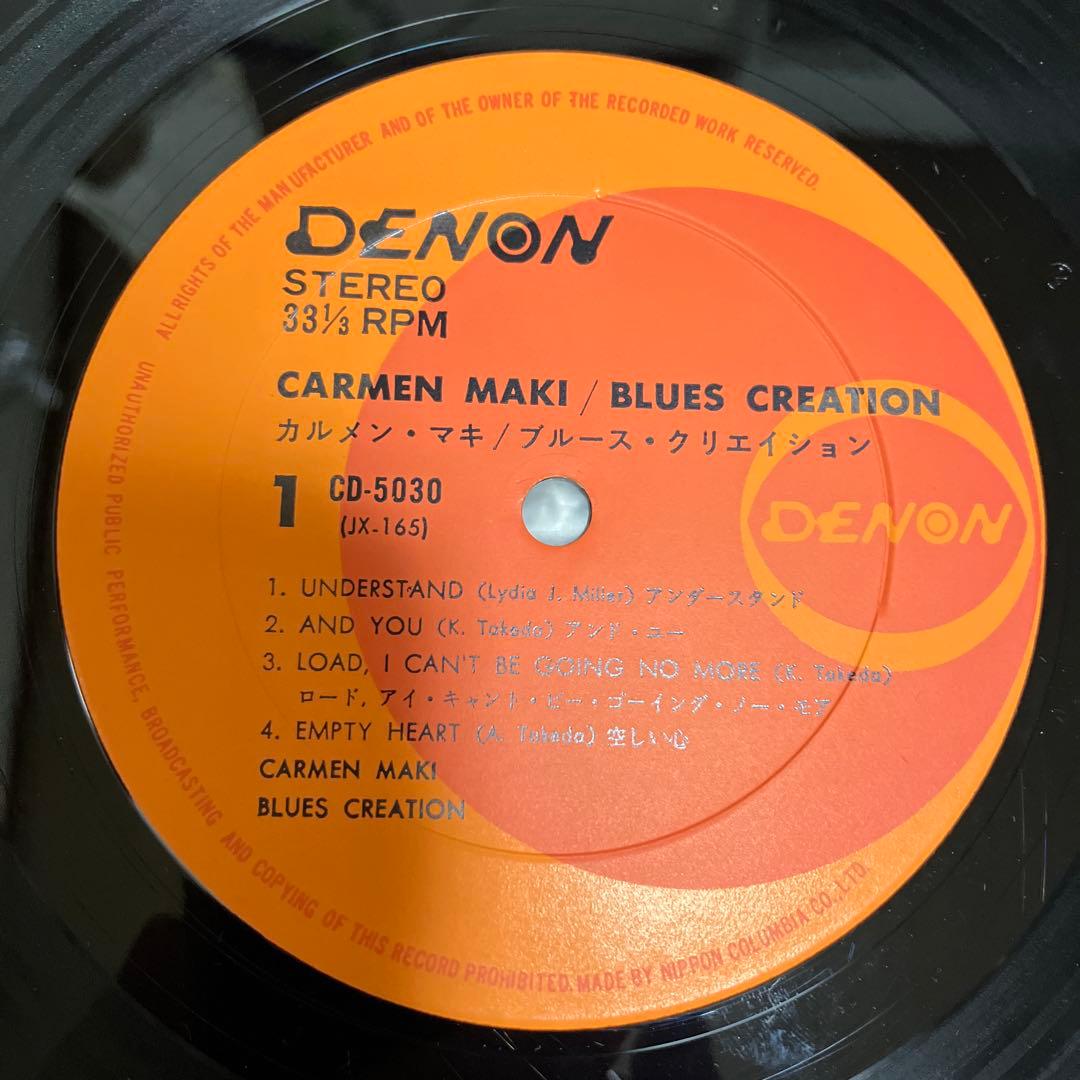 ALL RIGHTS OF THE MANUFACTURER AND OF THE OWNER OF THE RECORDED WORK RESERVED.
DENON
STEREO
33⅓ RPM
CARMEN MAKI / BLUES CREATION
カルメン・マキ/ブルース・クリエイション
1 CD-5030
(JX-165)
DENON
1. UNDERSTAND (Lydia J. Miller) アンダースタンド
2. AND YOU (K. Takeda) アンド・ユー
3. LOAD, I CAN'T BE GOING NO MORE (K. Takeda)
ロード, アイ・キャント・ビー・ゴーイング・ノー・モア
4. EMPTY HEART (A. Takeda) 空しい心
CARMEN MAKI
BLUES CREATION
UNAUTHORIZED PUBLIC PERFORMANCE, BROADCASTING AND COPYING OF THIS RECORD PROHIBITED. MADE BY NIPPON COLUMBIA CO., LTD.